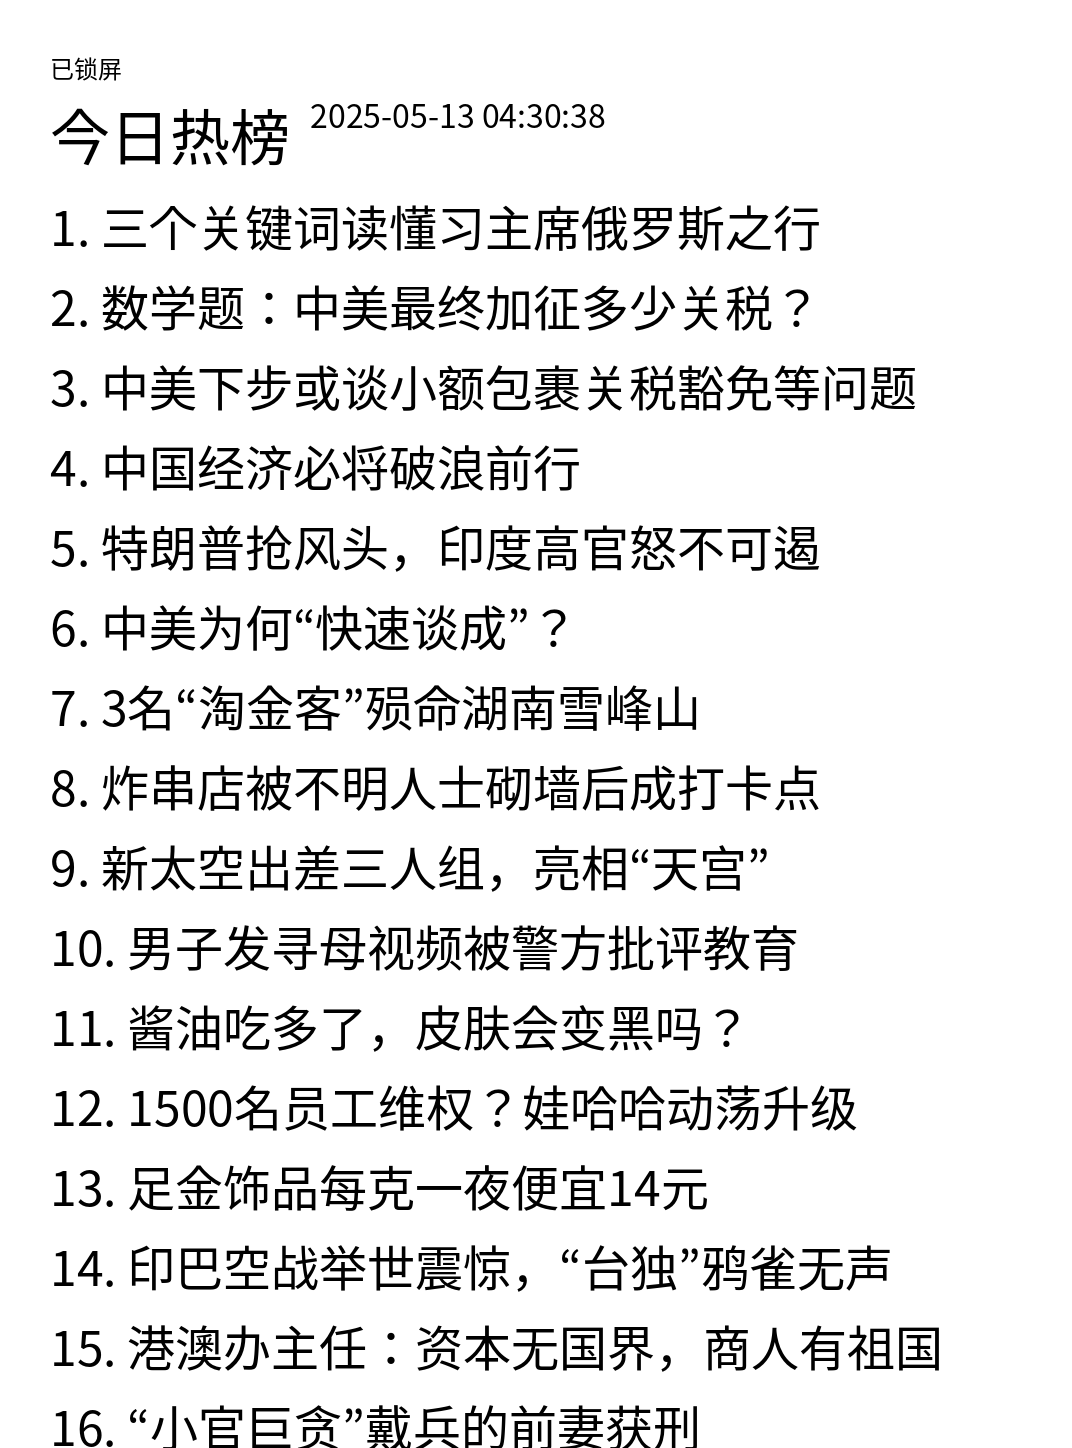 已锁屏
今日热榜 2025-05-13 04:30:38
1. 三个关键词读懂习主席俄罗斯之行
2. 数学题：中美最终加征多少关税？
3. 中美下步或谈小额包裹关税豁免等问题
4. 中国经济必将破浪前行
5. 特朗普抢风头，印度高官怒不可遏
6. 中美为何“快速谈成”？
7. 3名“淘金客”殒命湖南雪峰山
8. 炸串店被不明人士砌墙后成打卡点
9. 新太空出差三人组，亮相“天宫”
10. 男子发寻母视频被警方批评教育
11. 酱油吃多了，皮肤会变黑吗？
12. 1500名员工维权？娃哈哈动荡升级
13. 足金饰品每克一夜便宜14元
14. 印巴空战举世震惊，“台独”鸦雀无声
15. 港澳办主任：资本无国界，商人有祖国
16. “小官巨贪”戴兵的前妻获刑